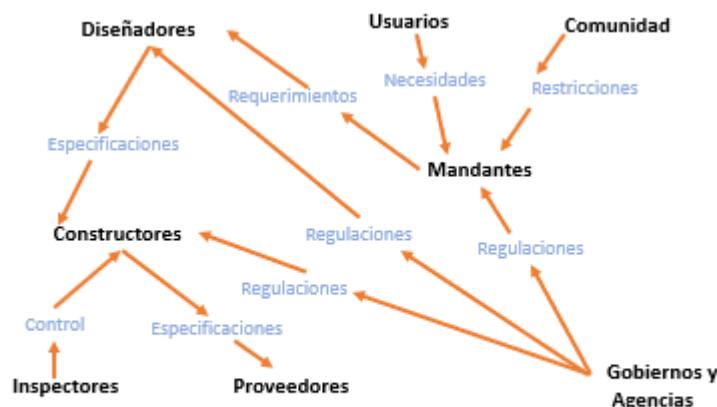 Usuarios
Comunidad
Diseñadores
Necesidades
Restricciones
Requerimientos
Especificaciones
Mandantes
Constructores
Regulaciones
Regulaciones
Regulaciones
Control
Especificaciones
Inspectores
Proveedores
Gobiernos y
Agencias